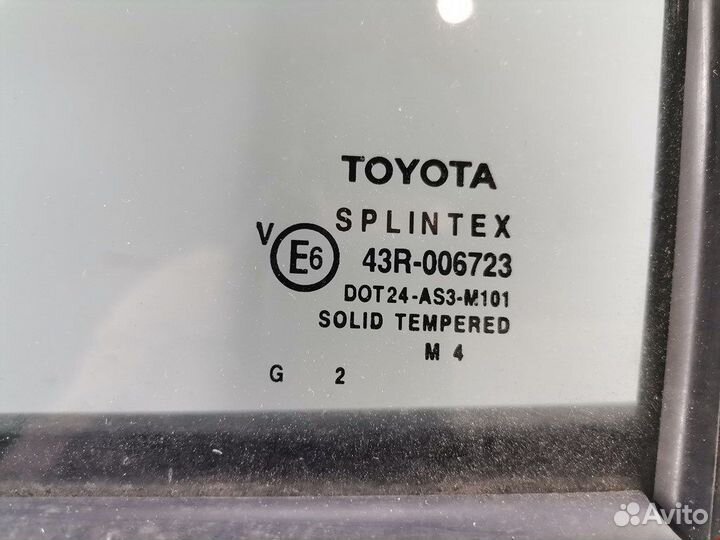 TOYOTA
SPLINTEX
V E6 43R-006723
DOT24-AS3-M101
SOLID TEMPERED
M 4
G 2
Avito